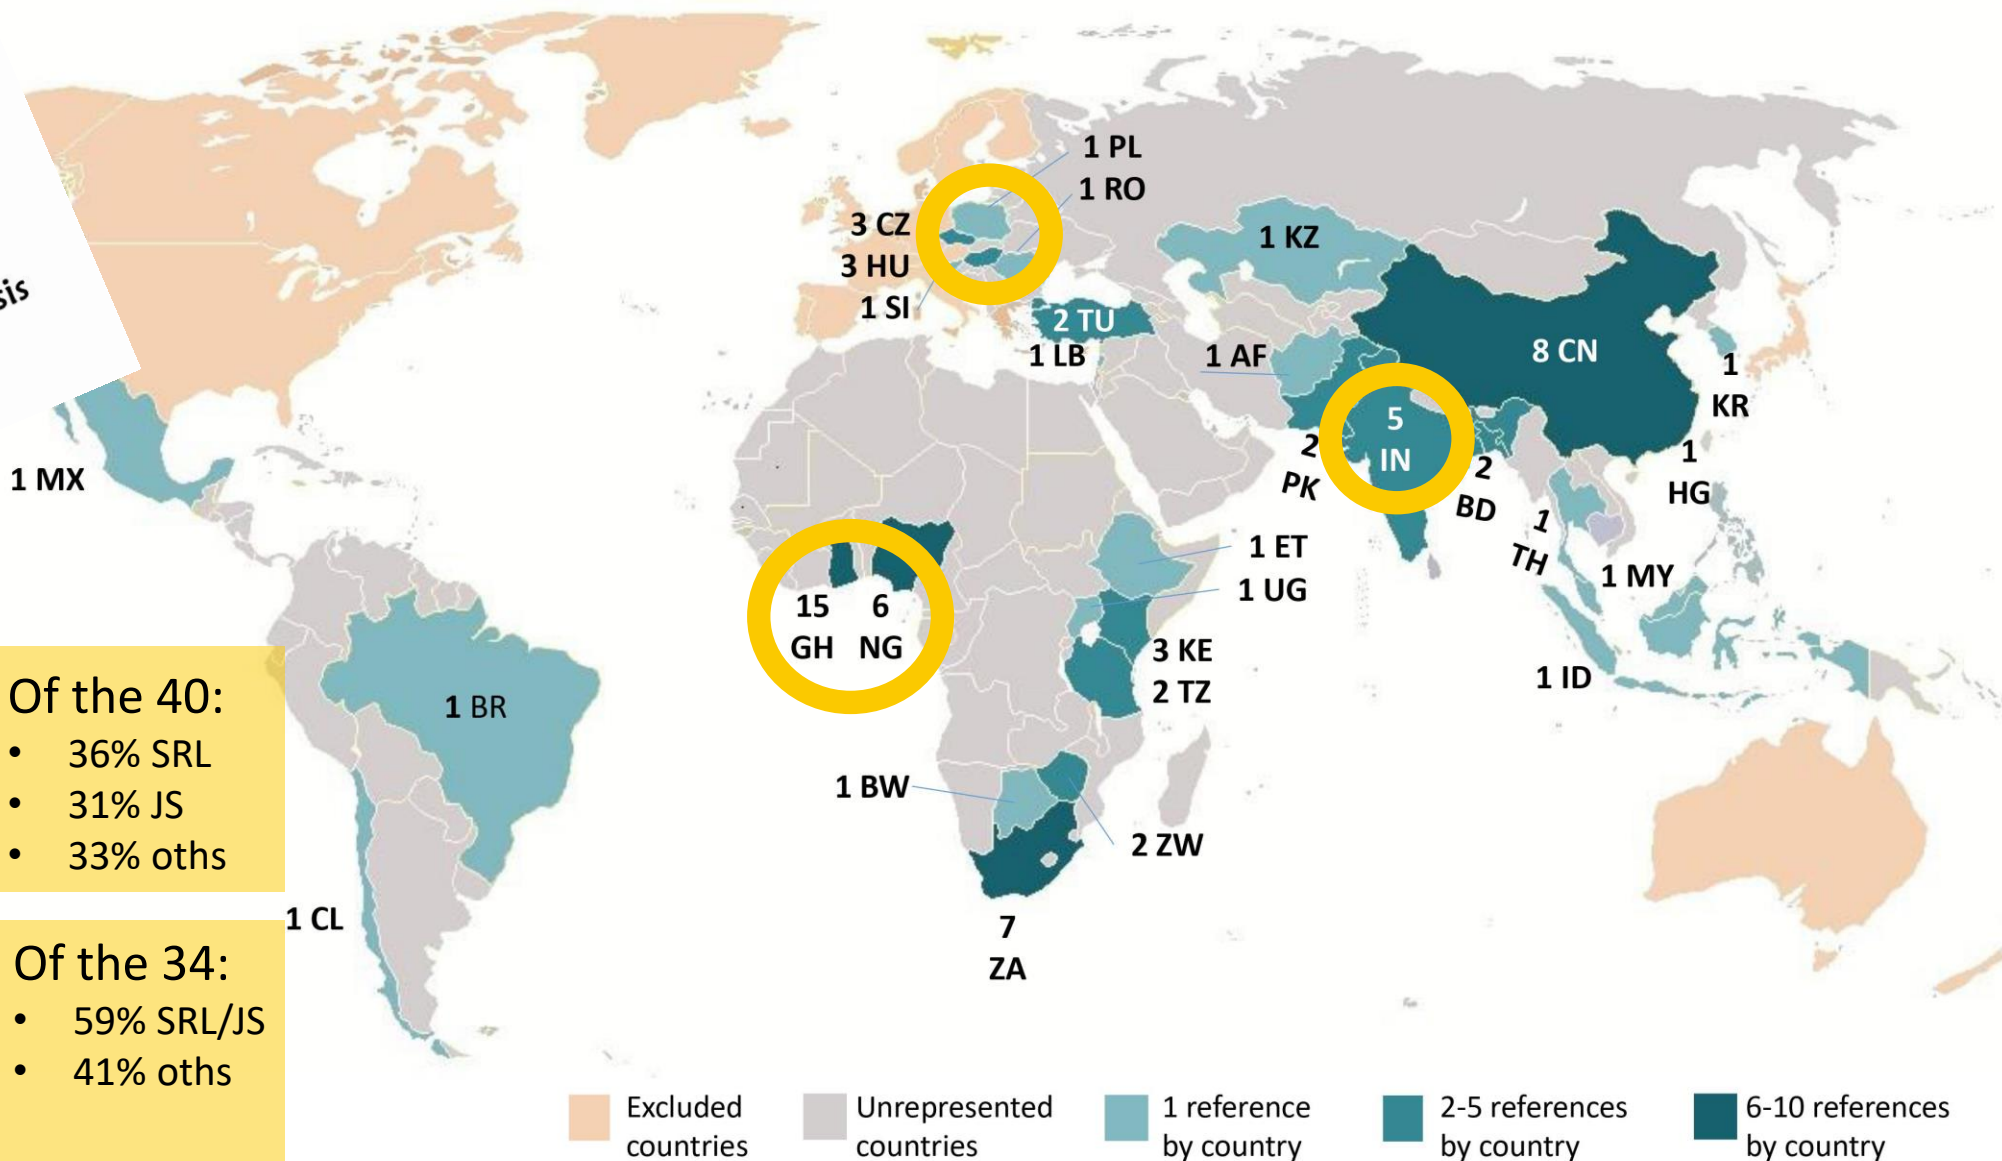 sis
1 PL
1 RO
3 CZ
3 HU
1 SI
1 KZ
2 TU
1 LB
1 AF
8 CN
1
KR
1
HG
5
IN
2
PK
2
BD
1
TH
1 MY
1 ID
1 MX
15
GH
6
NG
1 ET
1 UG
3 KE
2 TZ
1 BR
1 BW
2 ZW
7
ZA
1 CL
Of the 40:
• 36% SRL
• 31% JS
• 33% oths
Of the 34:
• 59% SRL/JS
• 41% oths
Excluded
countries
Unrepresented
countries
1 reference
by country
2-5 references
by country
6-10 references
by country